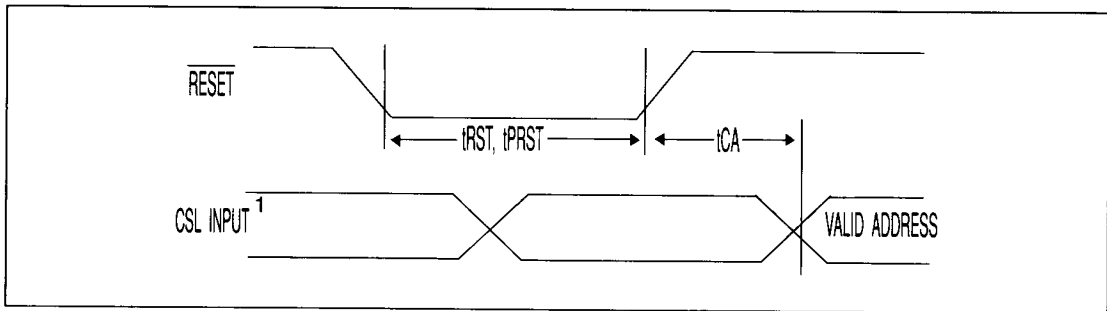 RESET
tRST, tPRST
tCA
CSL INPUT 1
VALID ADDRESS